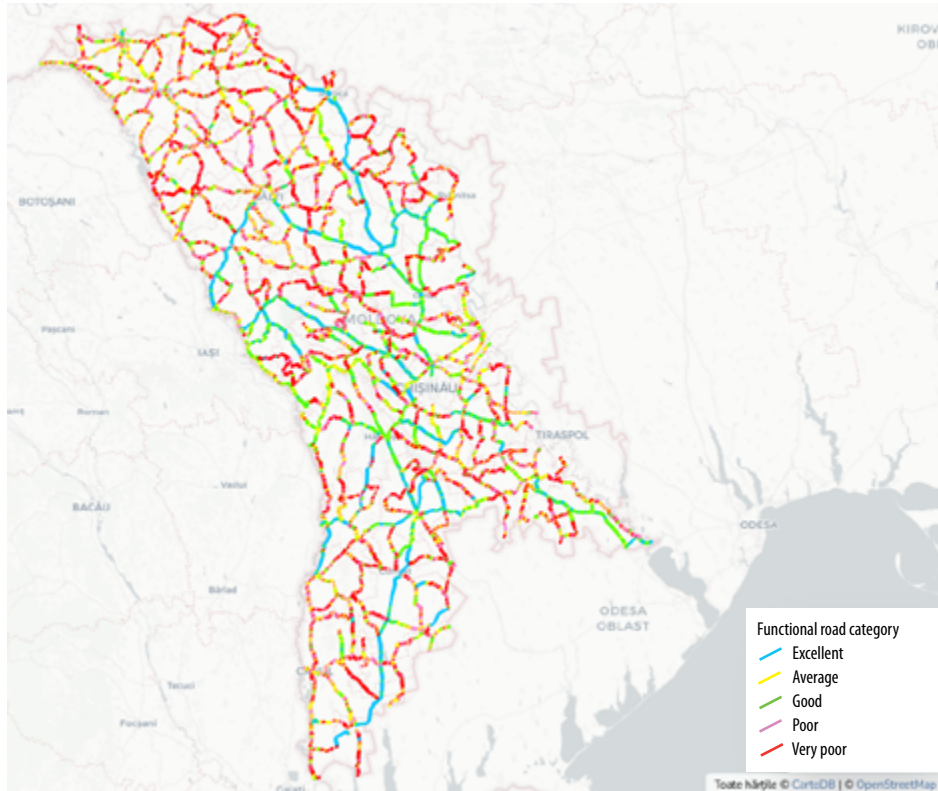 KIROV
OB
BOTOȘANI
MOLDOVA
Pașcani
IAȘI
CHIȘINĂU
Roman
TIRASPOL
Vaslui
BACĂU
ODESA
Bârlad
ODESA
OBLAST
Functional road category
Excellent
Average
Good
Poor
Very poor
Tecuci
Focșani
Galați
Toate hărțile © CartoDB | © OpenStreetMap